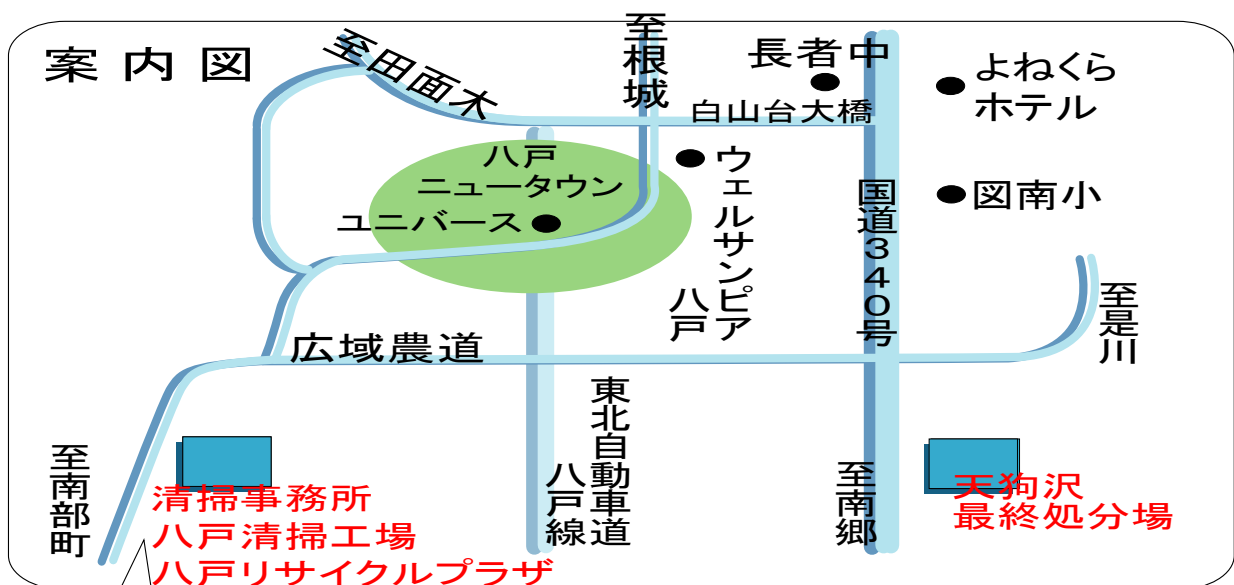 案内図
至田面木
至根城
長者中
よねくら
ホテル
白山台大橋
八戸
ニュータウン
ユニバース
ウェルサンピア
八戸
国道340号
図南小
至是川
広域農道
東北自動車道
八戸線
至南部町
清掃事務所
八戸清掃工場
八戸リサイクルプラザ
至南郷
天狗沢
最終処分場